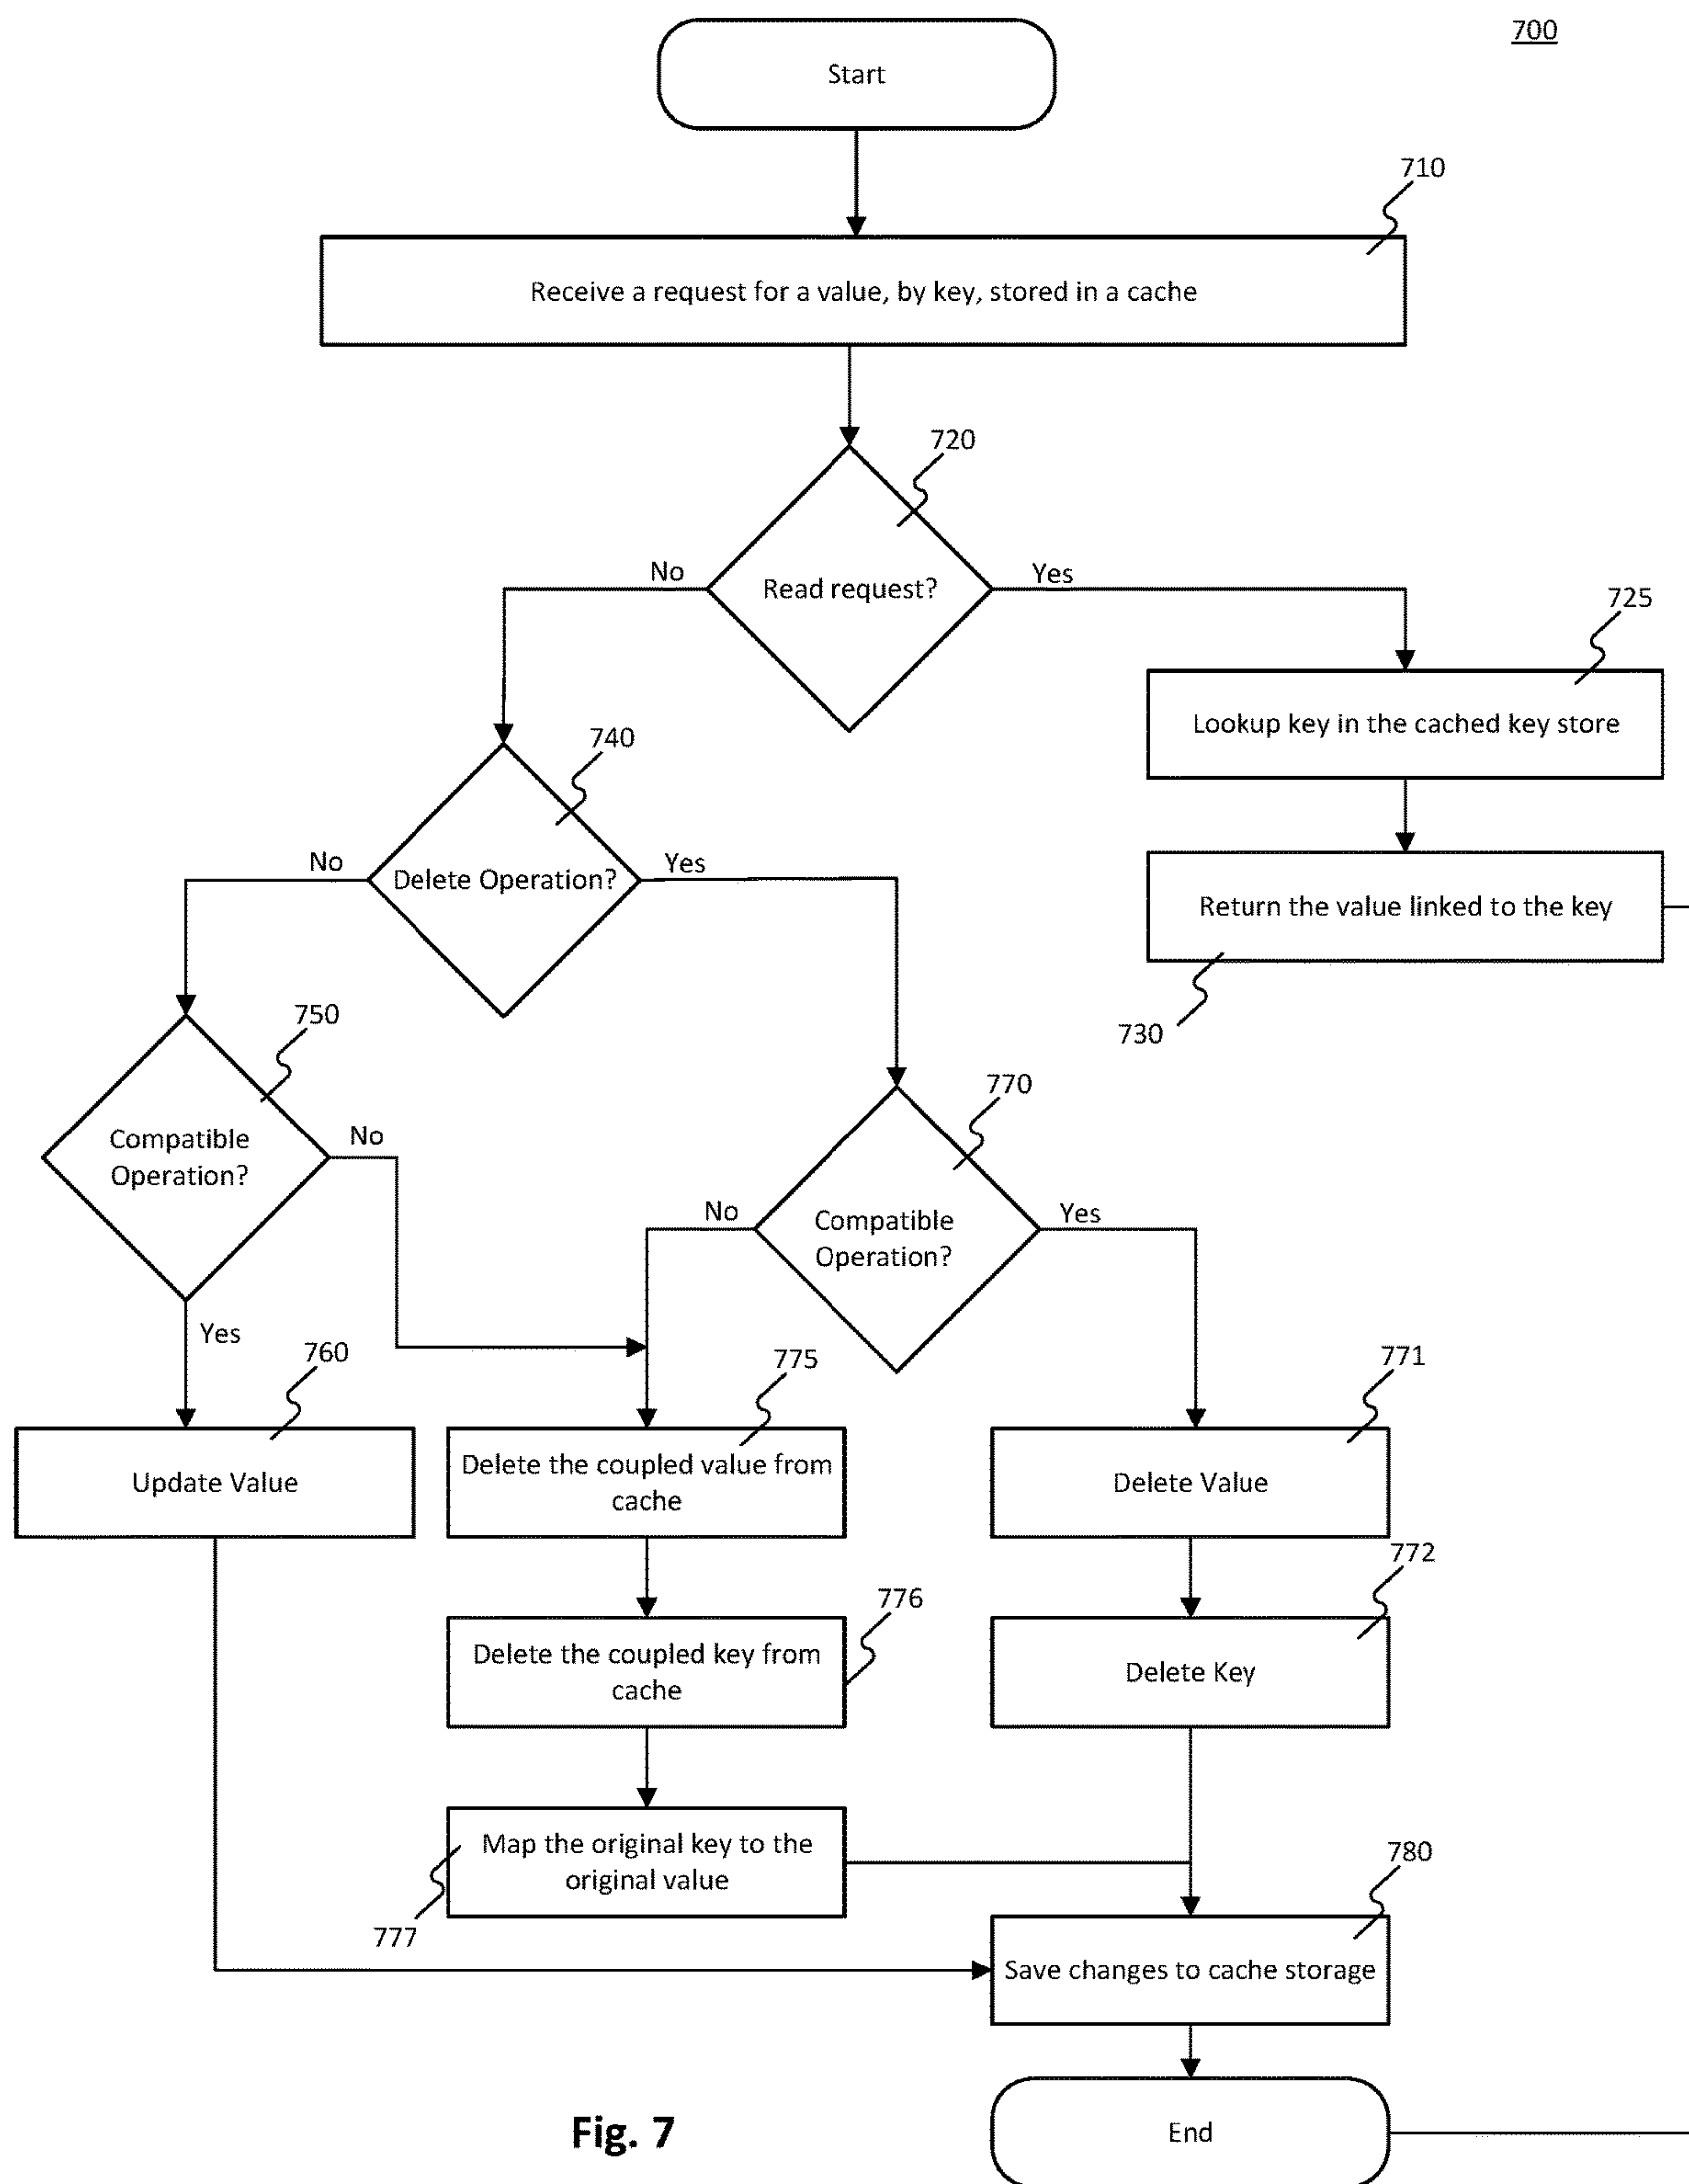 700
Start
710
Receive a request for a value, by key, stored in a cache
720
No
Read request?
Yes
725
Lookup key in the cached key store
740
No
Delete Operation?
Yes
Return the value linked to the key
730
750
Compatible
Operation?
No
Yes
770
No
Compatible
Operation?
Yes
760
Update Value
775
Delete the coupled value from
cache
771
Delete Value
776
Delete the coupled key from
cache
772
Delete Key
Map the original key to the
original value
777
780
Save changes to cache storage
End
Fig. 7